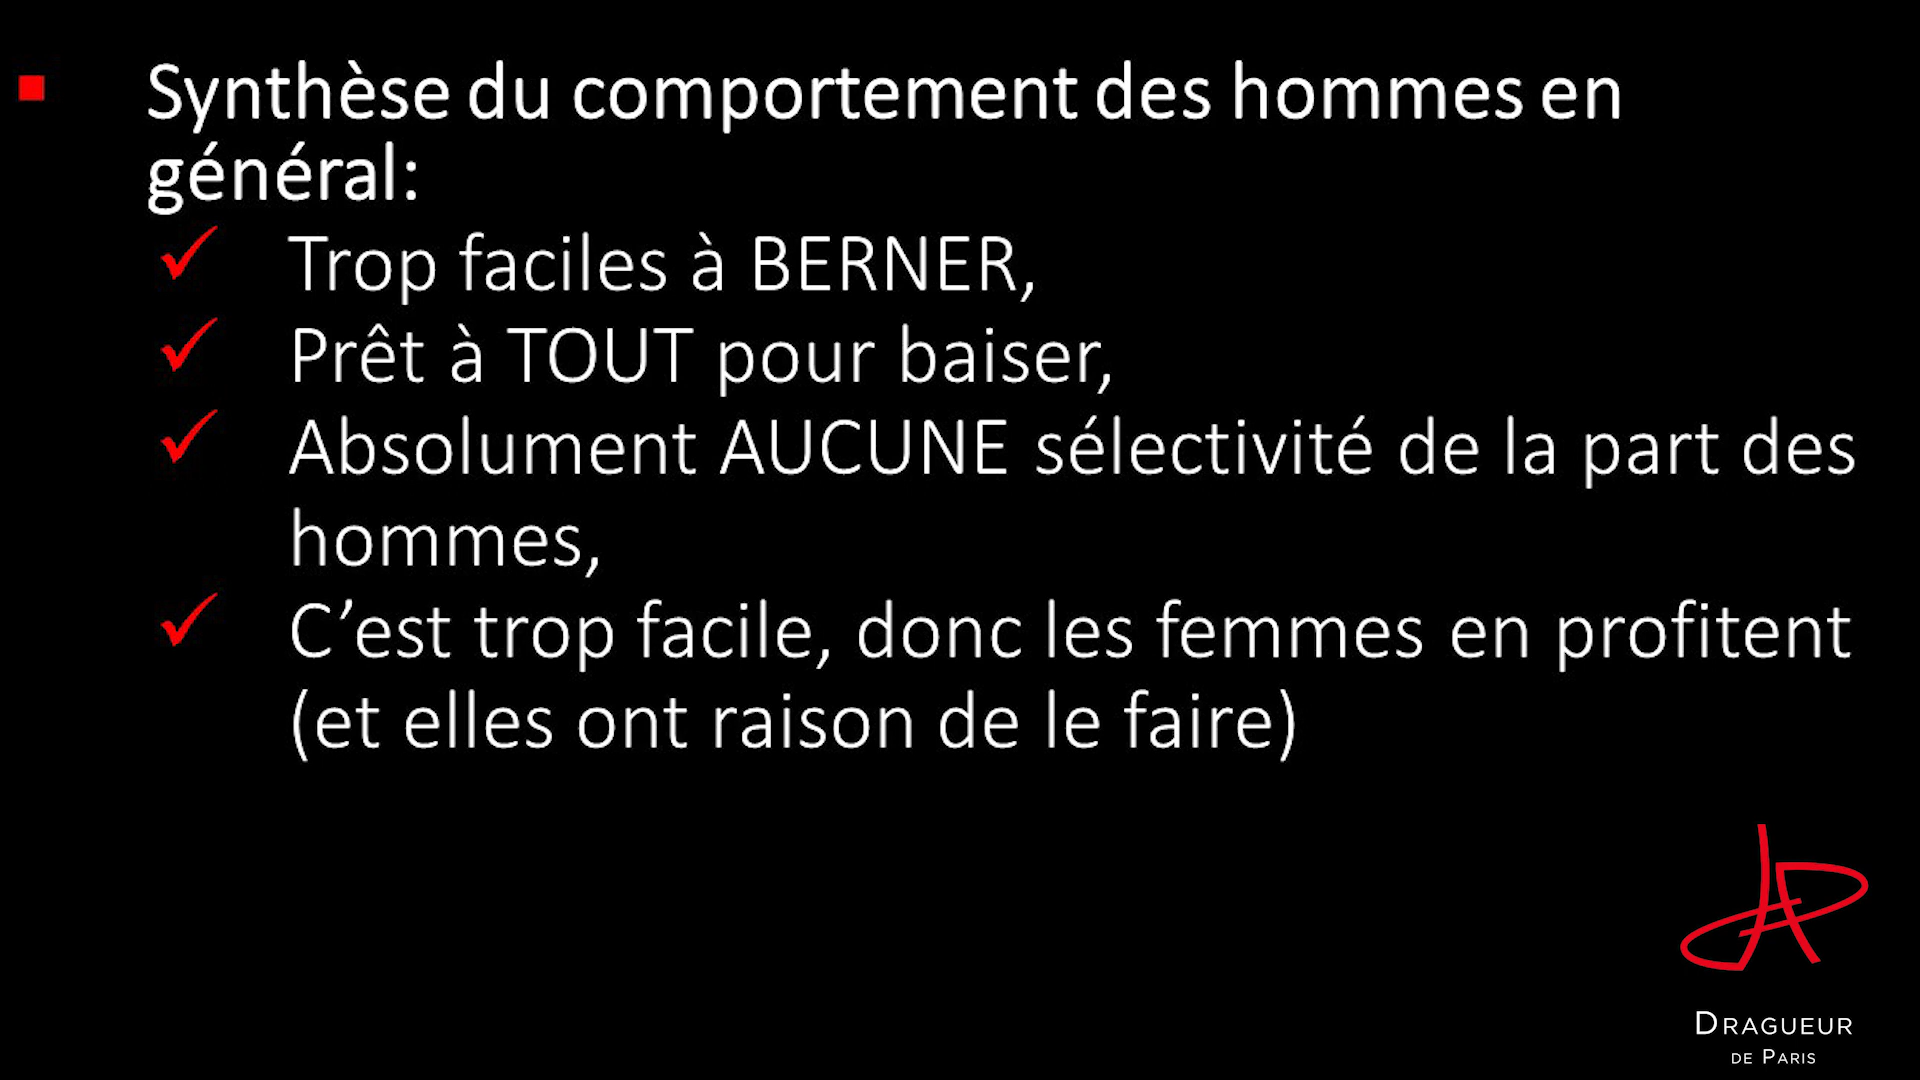 Synthèse du comportement des hommes en
général:
Trop faciles à BERNER,
Prêt à TOUT pour baiser,
Absolument AUCUNE sélectivité de la part des
hommes,
C’est trop facile, donc les femmes en profitent
(et elles ont raison de le faire)
DRAGUEUR
DE PARIS